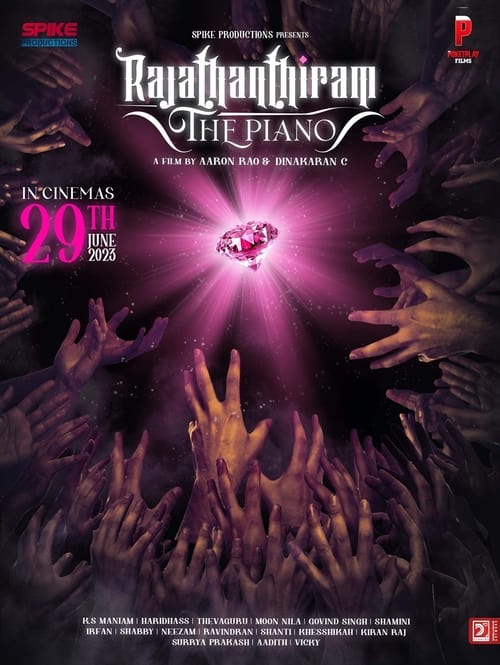 SPIKE
PRODUCTIONS
SPIKE PRODUCTIONS PRESENTS
P
POKETPLAY
FILMS
Rajathanthiram
THE PIANO
A FILM BY AARON RAO & DINAKARAN C
IN CINEMAS
29TH
JUNE
2023
K.S MANIAM | HARIDHASS | THEVAGURU | MOON NILA | GOVIND SINGH | SHAMINI
IRFAN | SHABBY | NEEZAM | RAVINDRAN | SHANTI | KHESSHIKAH | KIRAN RAJ
SURRYA PRAKASH | AADITH | VICKY